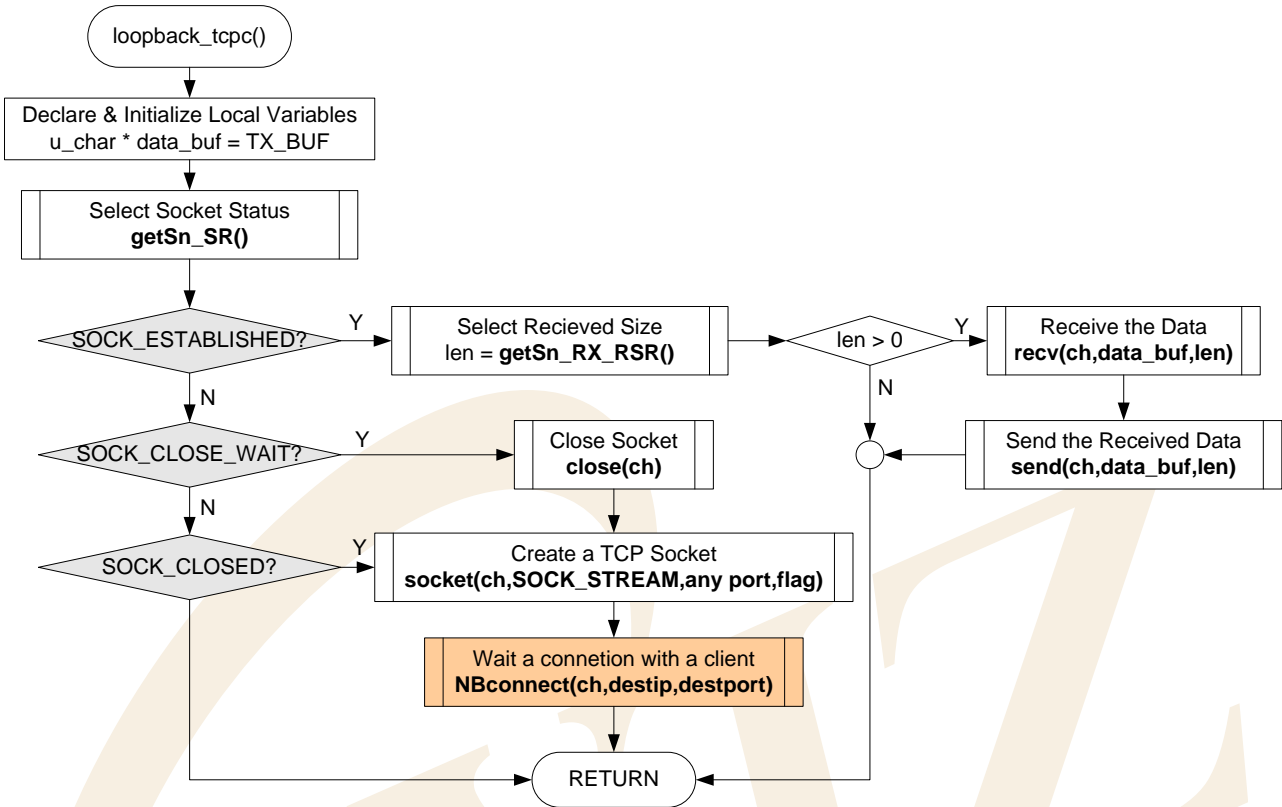 loopback_tcpc()
Declare & Initialize Local Variables
u_char * data_buf = TX_BUF
Select Socket Status
getSn_SR()
SOCK_ESTABLISHED?
Y
Select Recieved Size
len = getSn_RX_RSR()
len > 0
Y
Receive the Data
recv(ch,data_buf,len)
N
N
SOCK_CLOSE_WAIT?
Y
Close Socket
close(ch)
Send the Received Data
send(ch,data_buf,len)
N
SOCK_CLOSED?
Y
Create a TCP Socket
socket(ch,SOCK_STREAM,any port,flag)
Wait a connetion with a client
NBconnect(ch,destip,destport)
RETURN